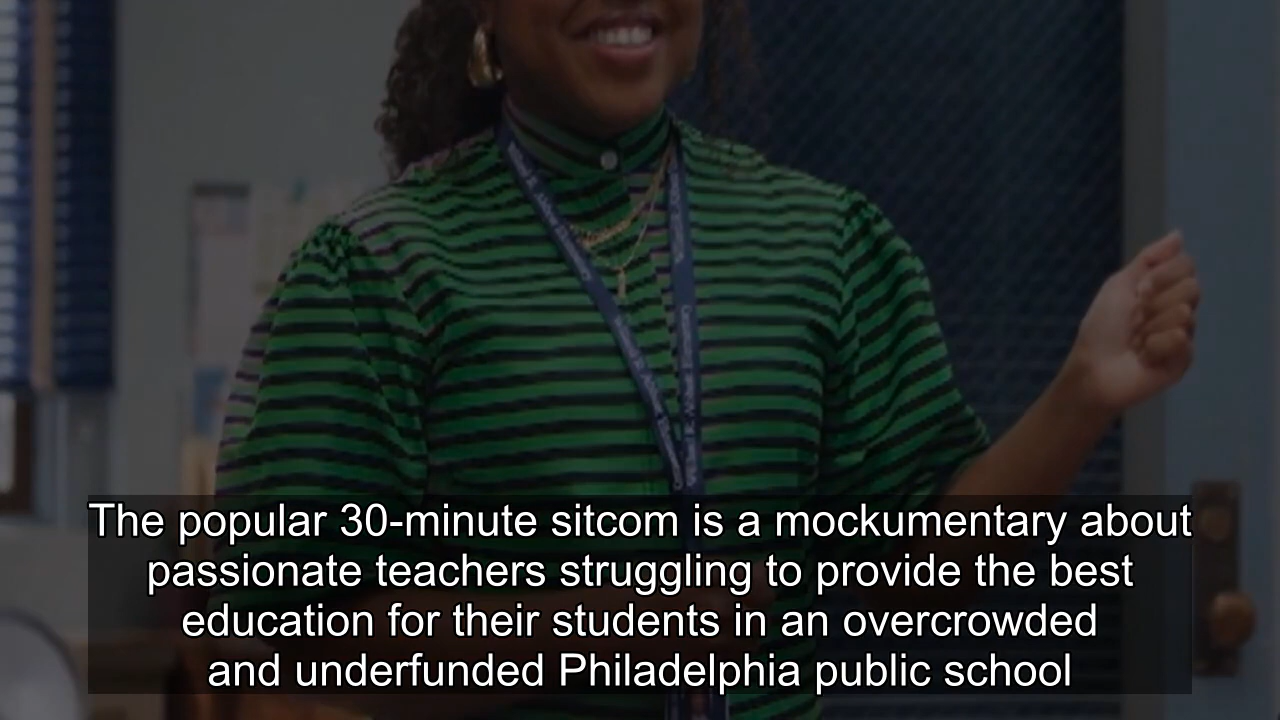 The popular 30-minute sitcom is a mockumentary about
passionate teachers struggling to provide the best
education for their students in an overcrowded
and underfunded Philadelphia public school